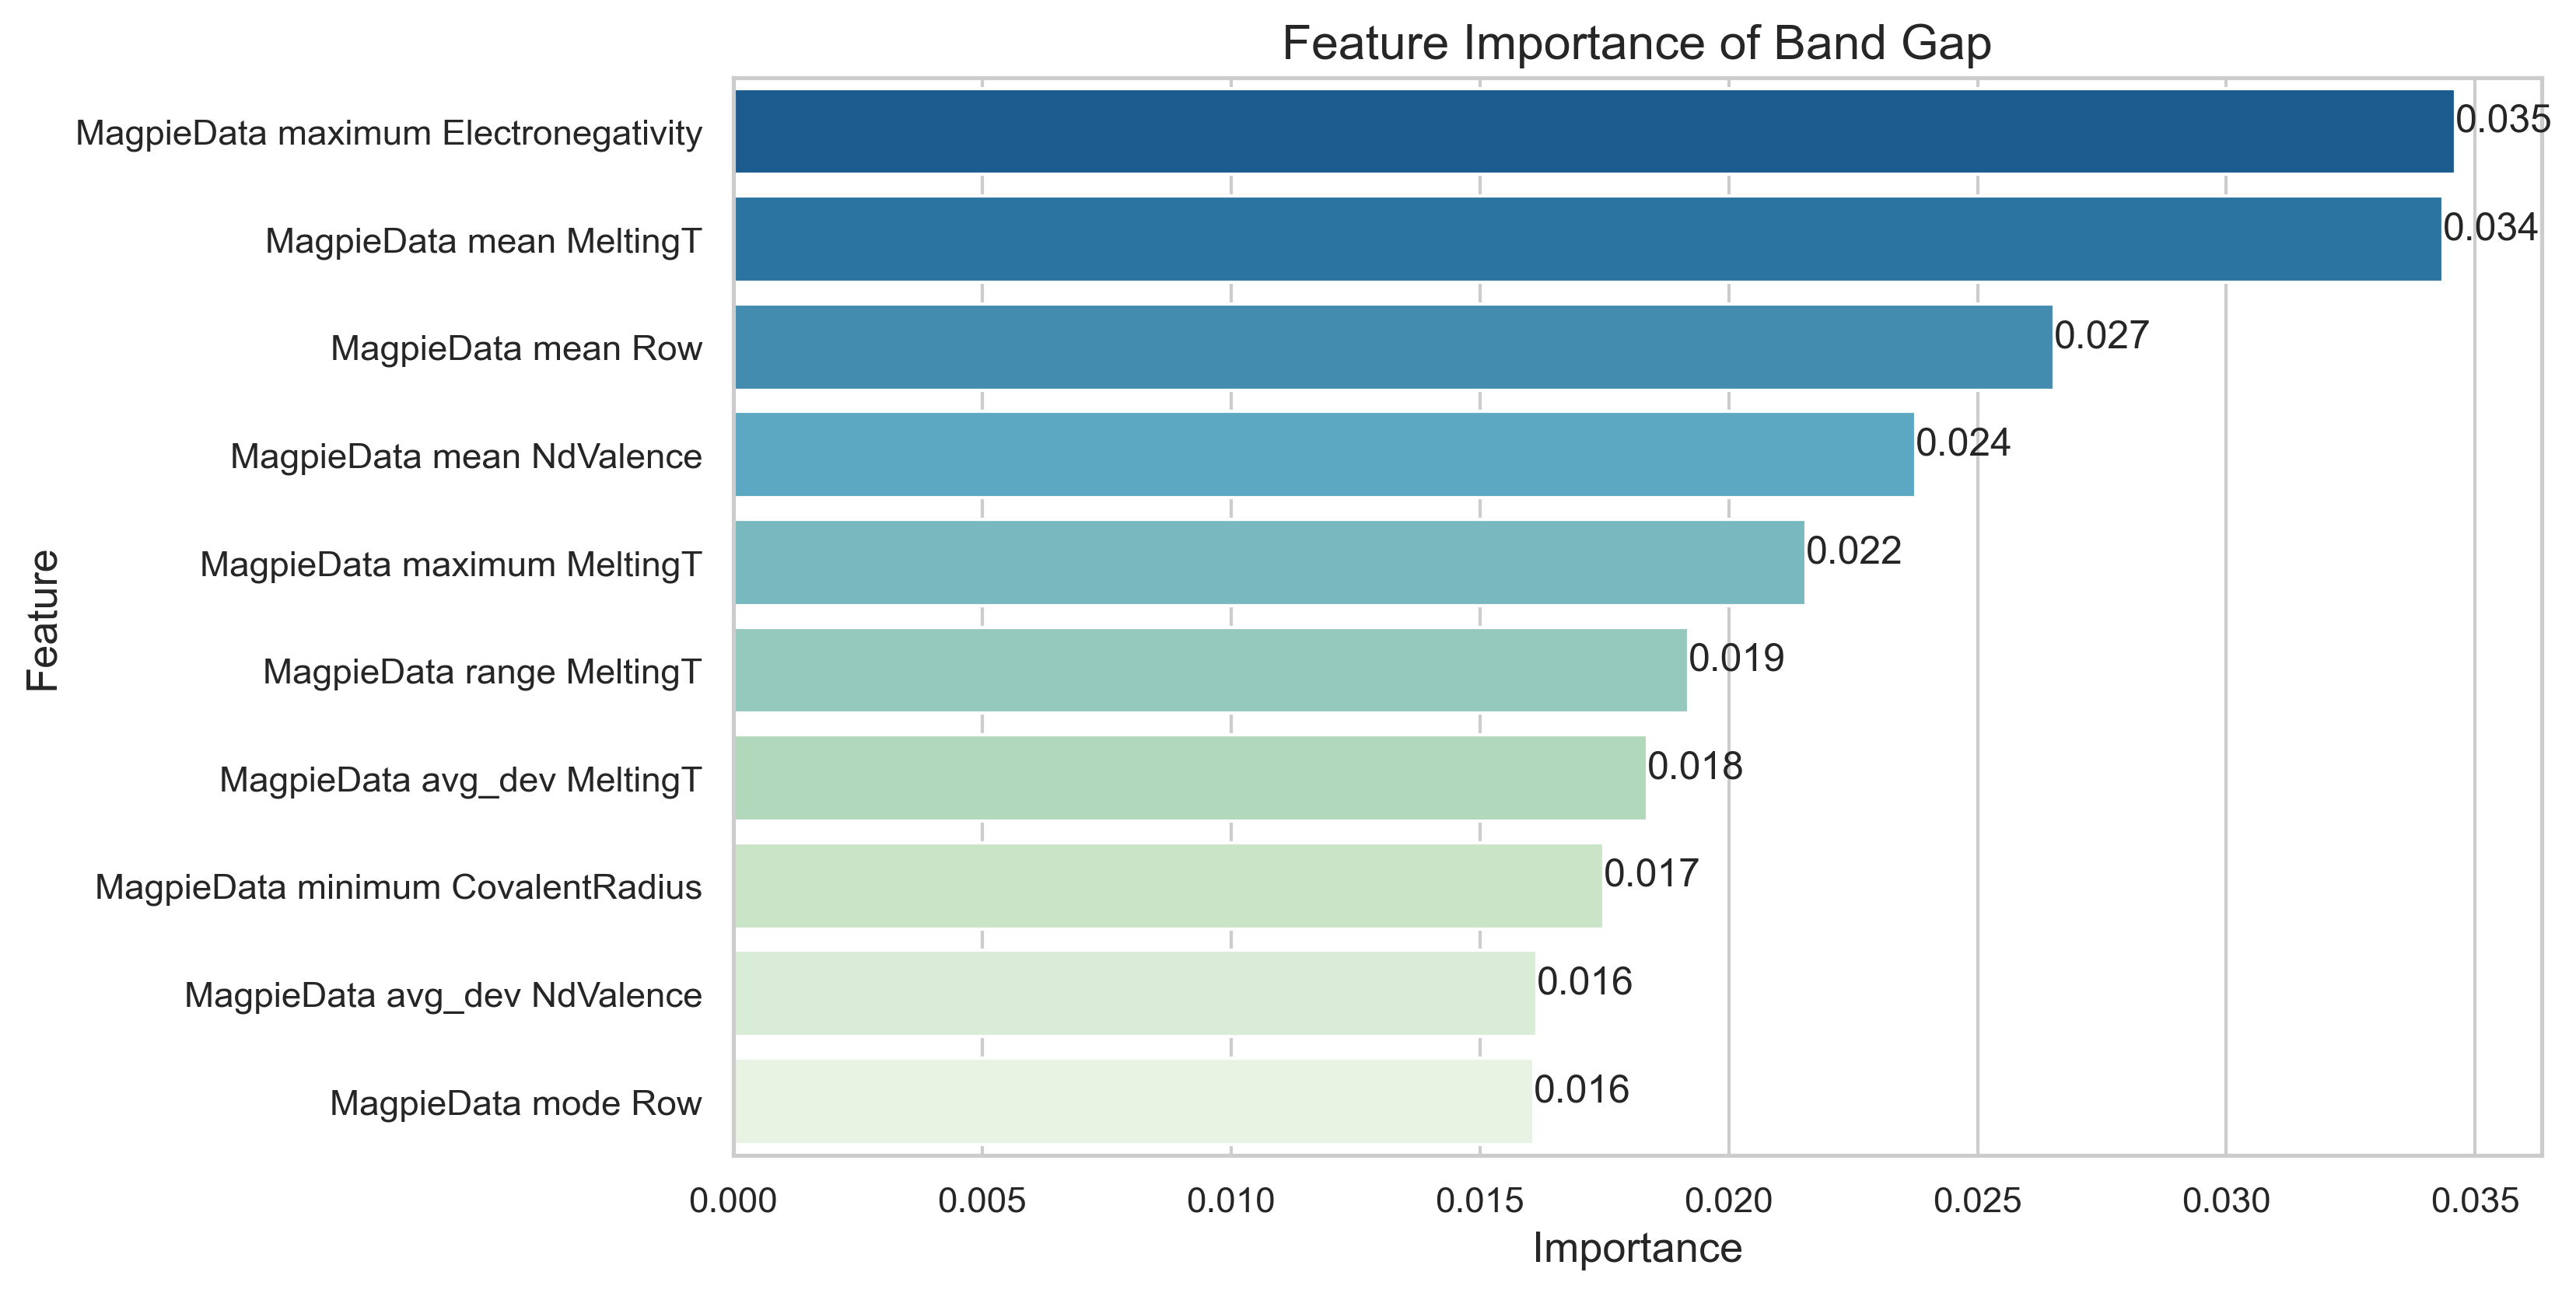 Feature Importance of Band Gap
MagpieData maximum Electronegativity
0.035
MagpieData mean MeltingT
0.034
MagpieData mean Row
0.027
MagpieData mean NdValence
0.024
MagpieData maximum MeltingT
0.022
MagpieData range MeltingT
0.019
MagpieData avg_dev MeltingT
0.018
MagpieData minimum CovalentRadius
0.017
MagpieData avg_dev NdValence
0.016
MagpieData mode Row
0.016
Feature
0.000 0.005 0.010 0.015 0.020 0.025 0.030 0.035
Importance